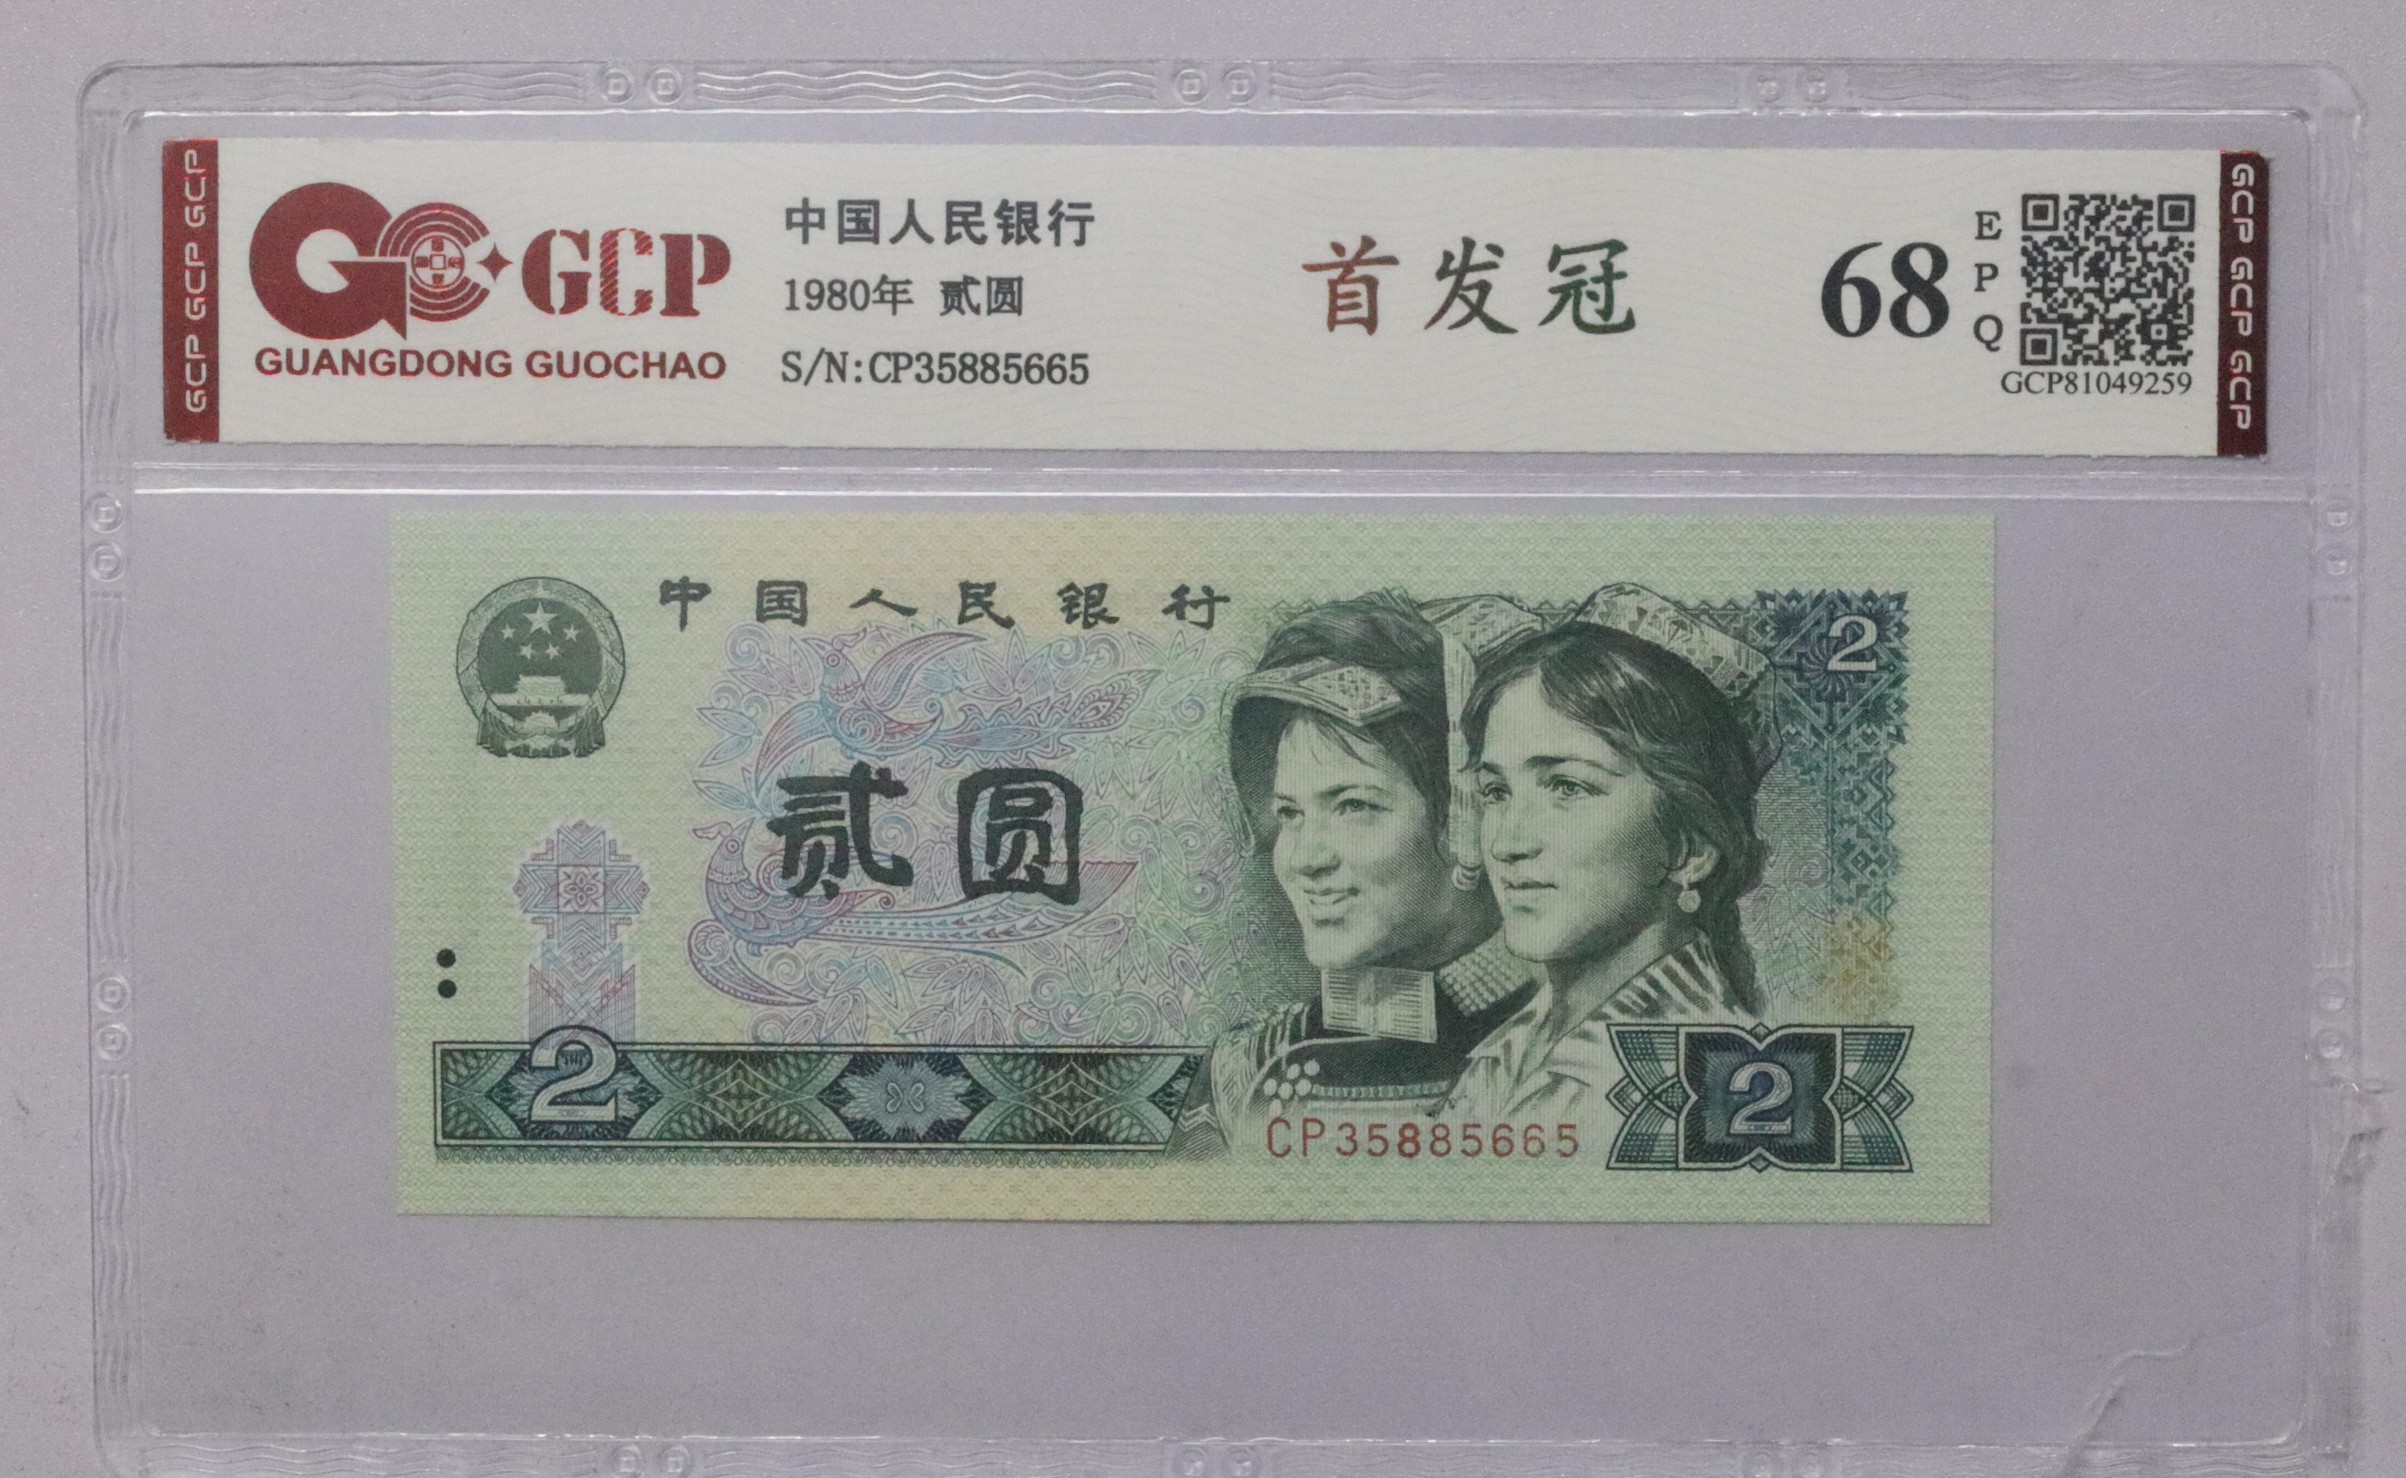 GCP GCP GCP
GCP
GUANGDONG GUOCHAO
中国人民银行
1980年 贰圆
S/N:CP35885665
首发冠
68
EPQ
GCP81049259
GCP GCP GCP
中国人民银行
2
贰圆
2
CP35885665
2